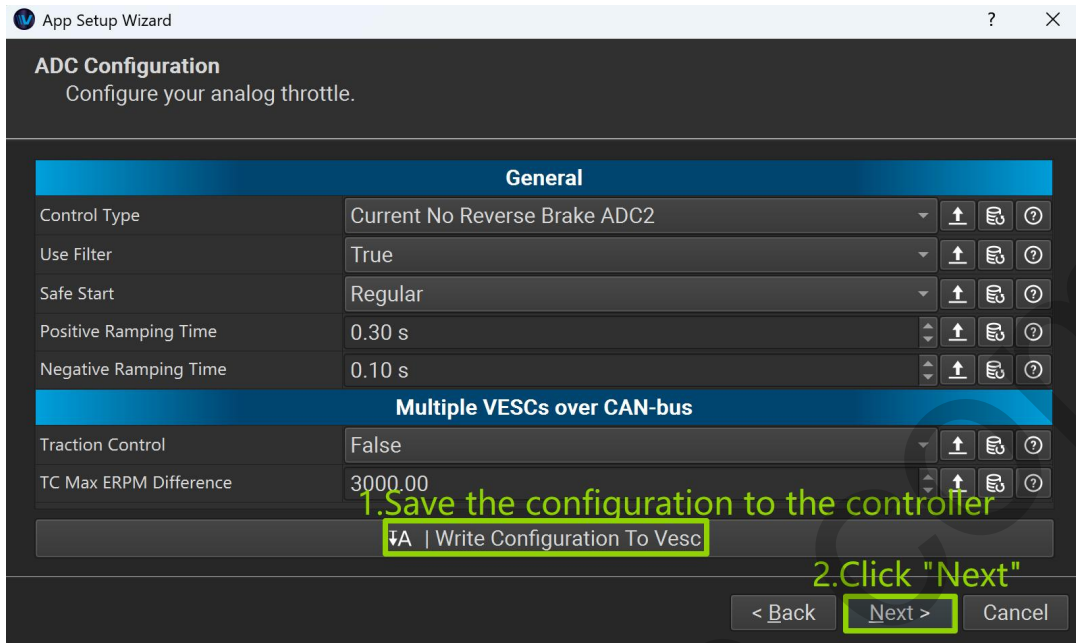 App Setup Wizard
?
ADC Configuration
Configure your analog throttle.
General
Control Type Current No Reverse Brake ADC2
Use Filter True
Safe Start Regular
Positive Ramping Time 0.30 s
Negative Ramping Time 0.10 s
Multiple VESCs over CAN-bus
Traction Control False
TC Max ERPM Difference 3000.00
1.Save the configuration to the controller
A | Write Configuration To Vesc
2.Click "Next"
< Back Next > Cancel